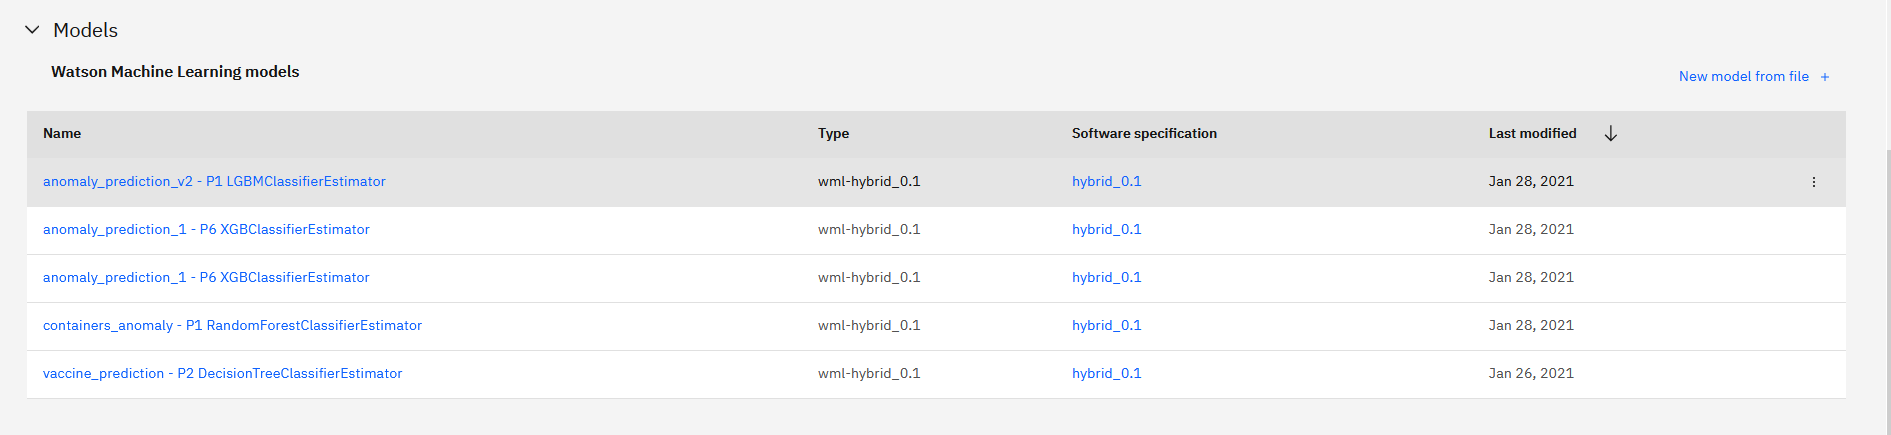 Models
Watson Machine Learning models
New model from file +
Name Type Software specification Last modified
anomaly_prediction_v2 - P1 LGBMClassifierEstimator wml-hybrid_0.1 hybrid_0.1 Jan 28, 2021
anomaly_prediction_1 - P6 XGBClassifierEstimator wml-hybrid_0.1 hybrid_0.1 Jan 28, 2021
anomaly_prediction_1 - P6 XGBClassifierEstimator wml-hybrid_0.1 hybrid_0.1 Jan 28, 2021
containers_anomaly - P1 RandomForestClassifierEstimator wml-hybrid_0.1 hybrid_0.1 Jan 28, 2021
vaccine_prediction - P2 DecisionTreeClassifierEstimator wml-hybrid_0.1 hybrid_0.1 Jan 26, 2021